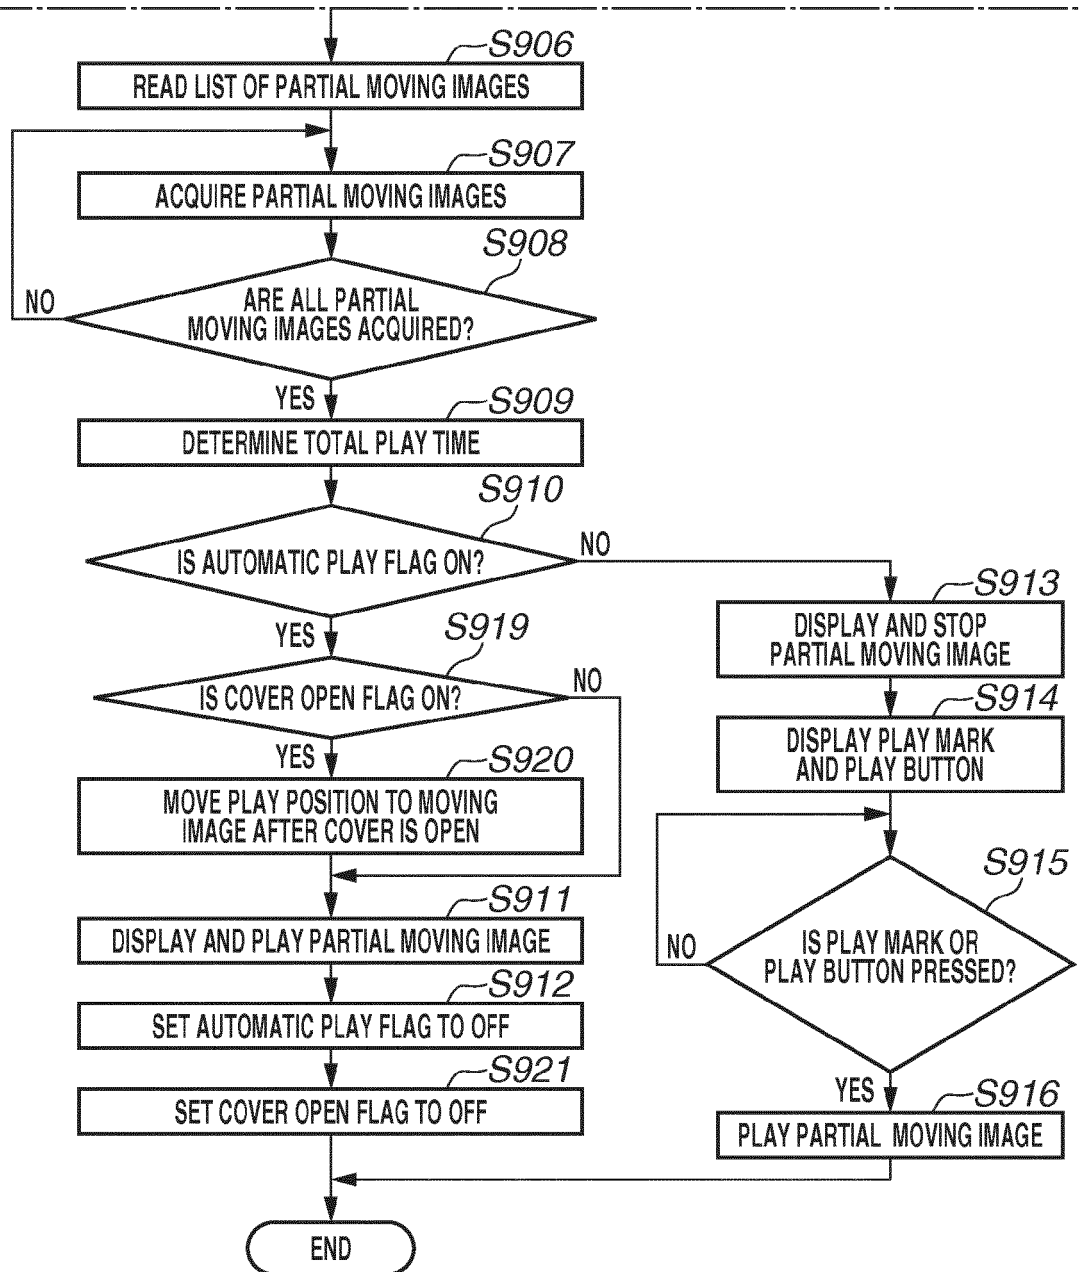 S906
READ LIST OF PARTIAL MOVING IMAGES
S907
ACQUIRE PARTIAL MOVING IMAGES
S908
ARE ALL PARTIAL
MOVING IMAGES ACQUIRED?
NO
YES
S909
DETERMINE TOTAL PLAY TIME
S910
IS AUTOMATIC PLAY FLAG ON?
NO
YES
S919
IS COVER OPEN FLAG ON?
NO
YES
S920
MOVE PLAY POSITION TO MOVING
IMAGE AFTER COVER IS OPEN
S911
DISPLAY AND PLAY PARTIAL MOVING IMAGE
S912
SET AUTOMATIC PLAY FLAG TO OFF
S921
SET COVER OPEN FLAG TO OFF
S913
DISPLAY AND STOP
PARTIAL MOVING IMAGE
S914
DISPLAY PLAY MARK
AND PLAY BUTTON
S915
IS PLAY MARK OR
PLAY BUTTON PRESSED?
NO
YES
S916
PLAY PARTIAL MOVING IMAGE
END